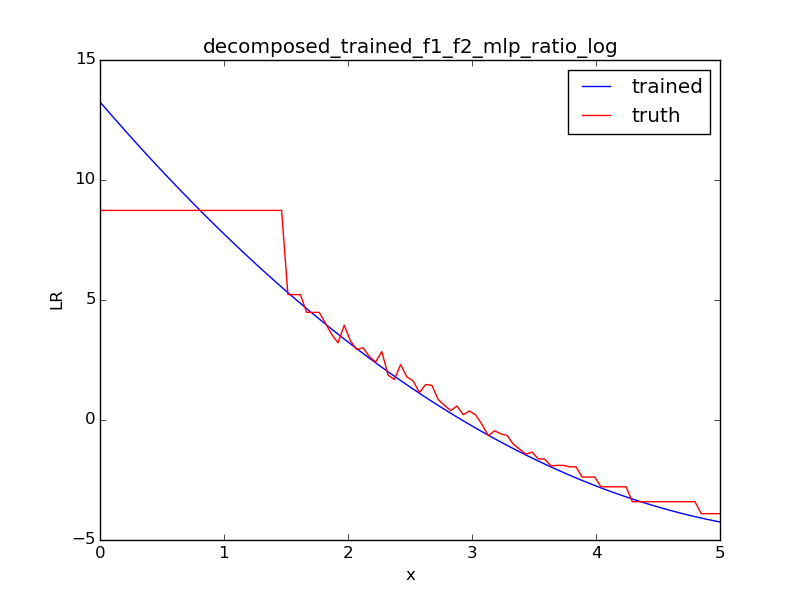 decomposed_trained_f1_f2_mlp_ratio_log
15
10
5
0
−5
LR
trained
truth
0 1 2 3 4 5
x